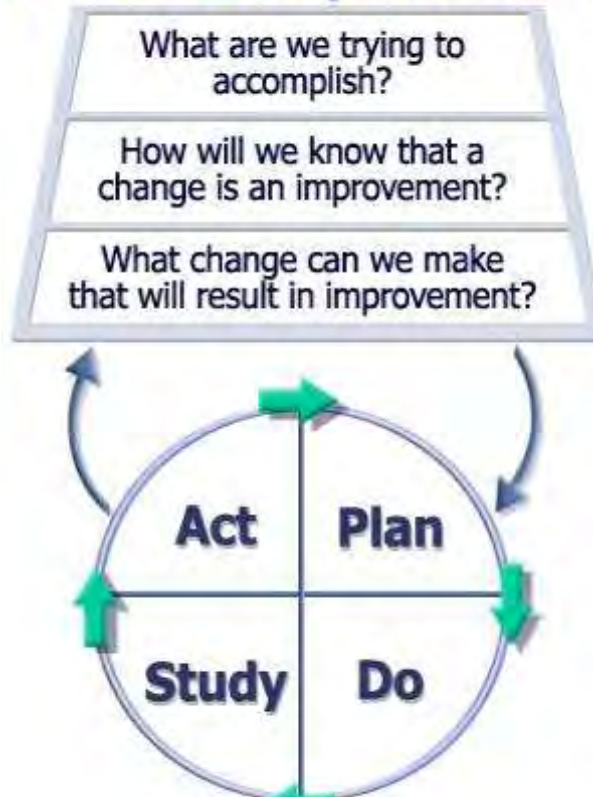 What are we trying to
accomplish?
How will we know that a
change is an improvement?
What change can we make
that will result in improvement?
Act
Plan
Study
Do